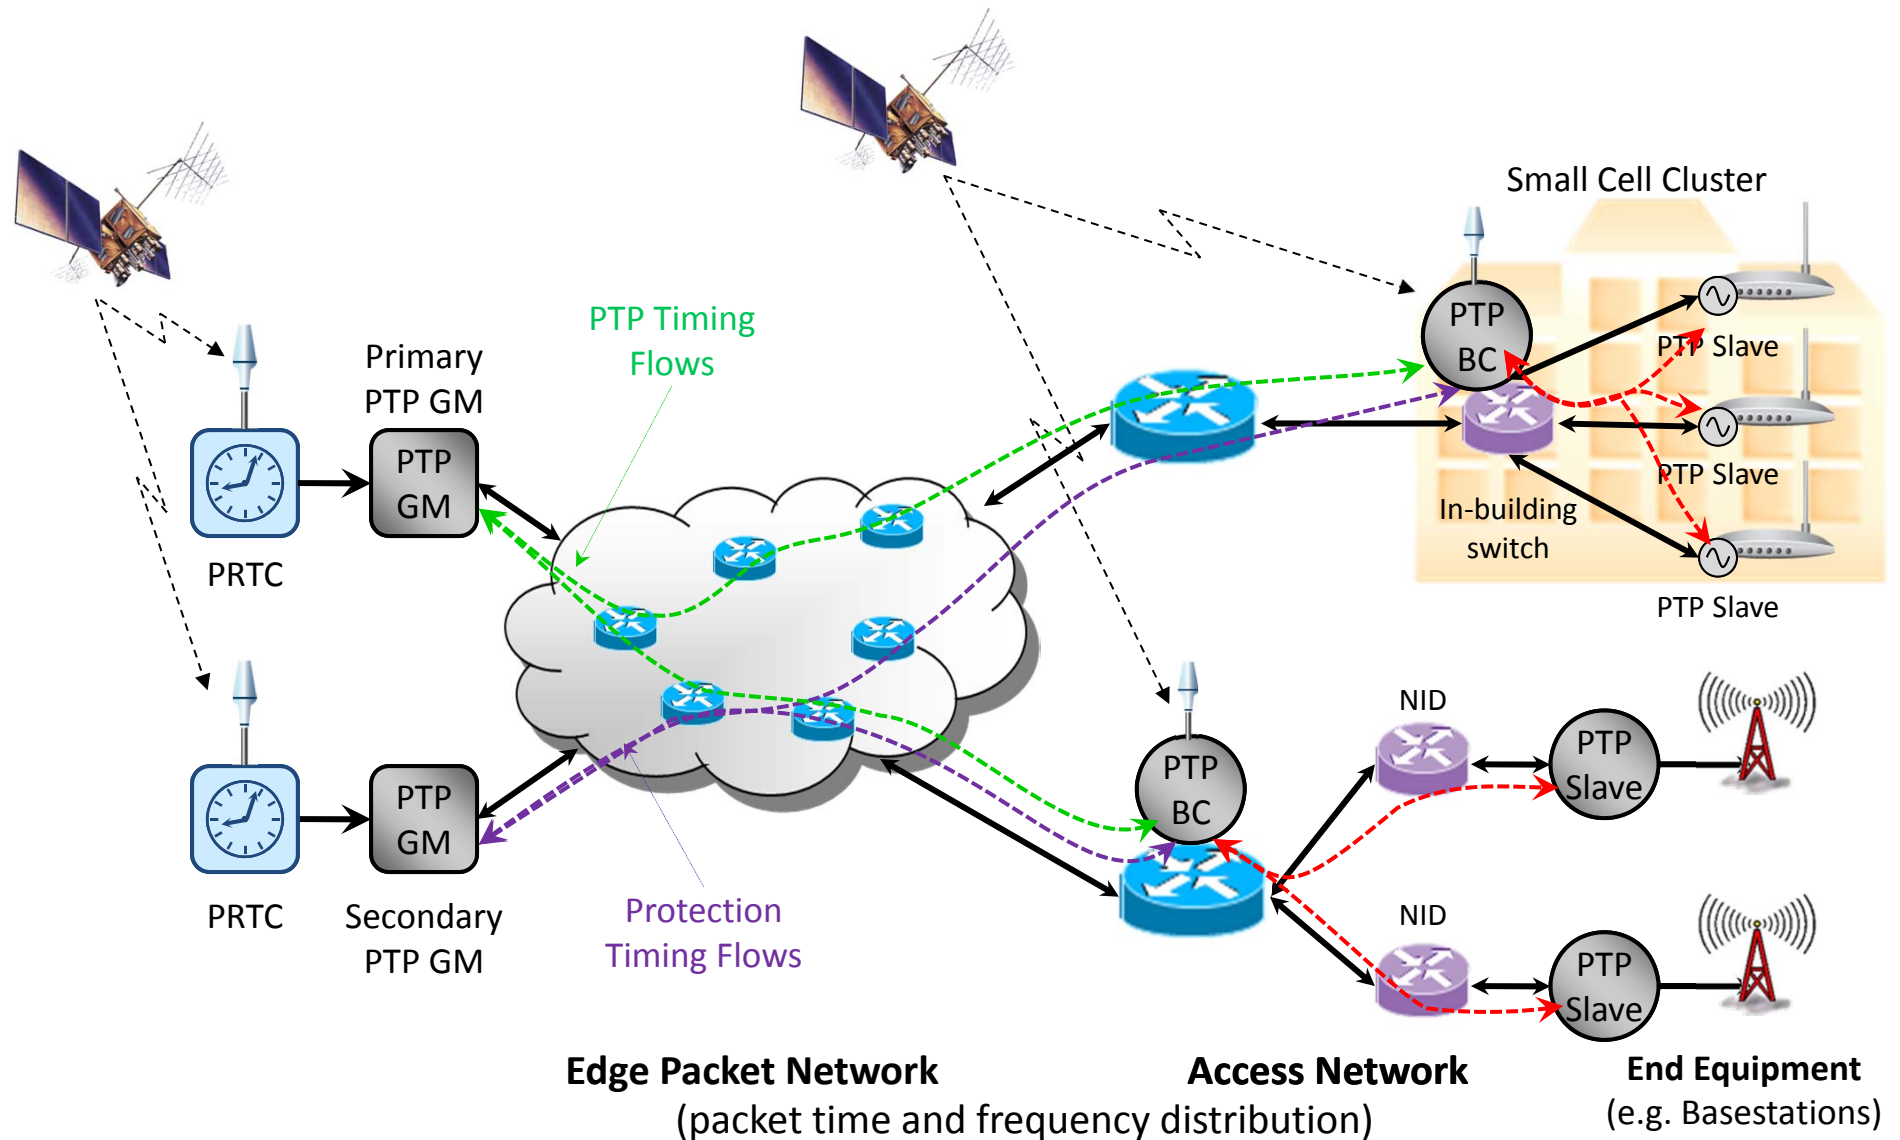 Small Cell Cluster
PTP Timing
Flows
Primary
PTP GM
PTP
GM
PRTC
PTP
BC
PTP Slave
PTP Slave
PTP Slave
In-building
switch
PTP
GM
PRTC
Secondary
PTP GM
Protection
Timing Flows
PTP
BC
NID
PTP
Slave
NID
PTP
Slave
Edge Packet Network
Access Network
(packet time and frequency distribution)
End Equipment
(e.g. Basestations)